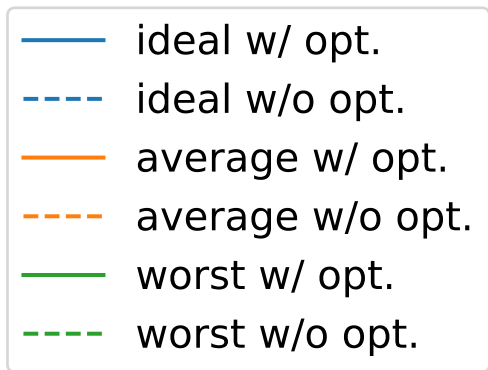 ideal w/ opt.
ideal w/o opt.
average w/ opt.
average w/o opt.
worst w/ opt.
worst w/o opt.